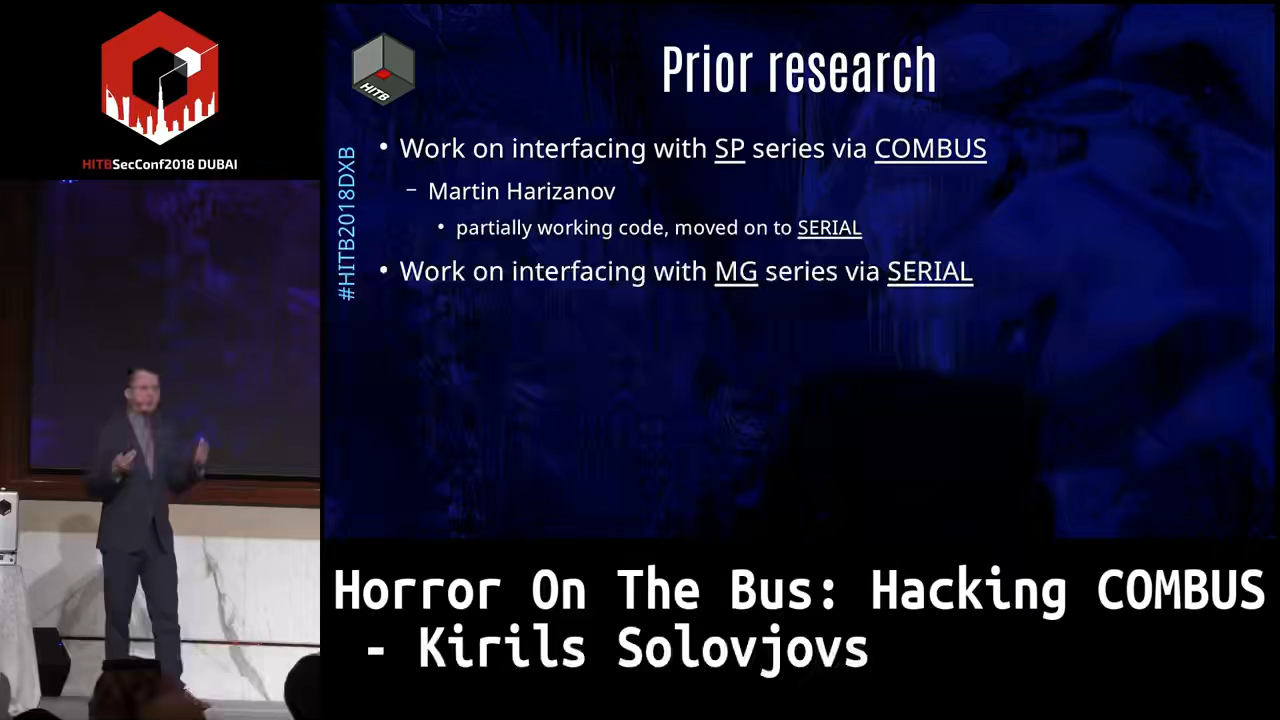 HITBSecConf2018 DUBAI
HITB
#HITB2018DXB
Prior research
• Work on interfacing with SP series via COMBUS
– Martin Harizanov
• partially working code, moved on to SERIAL
• Work on interfacing with MG series via SERIAL
Horror On The Bus: Hacking COMBUS
- Kirils Solovjovs